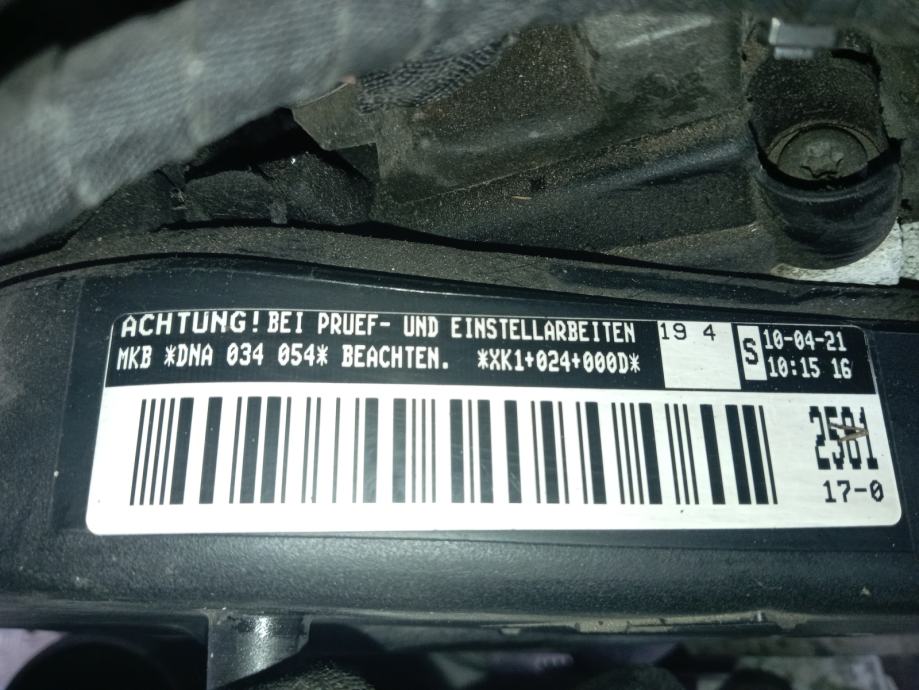 ACHTUNG! BEI PRUEF- UND EINSTELLARBEITEN
MKB *DNA 034 054* BEACHTEN. *XK1+024+000D*
19 4
S
10-04-21
10:15 16
2501
17-0